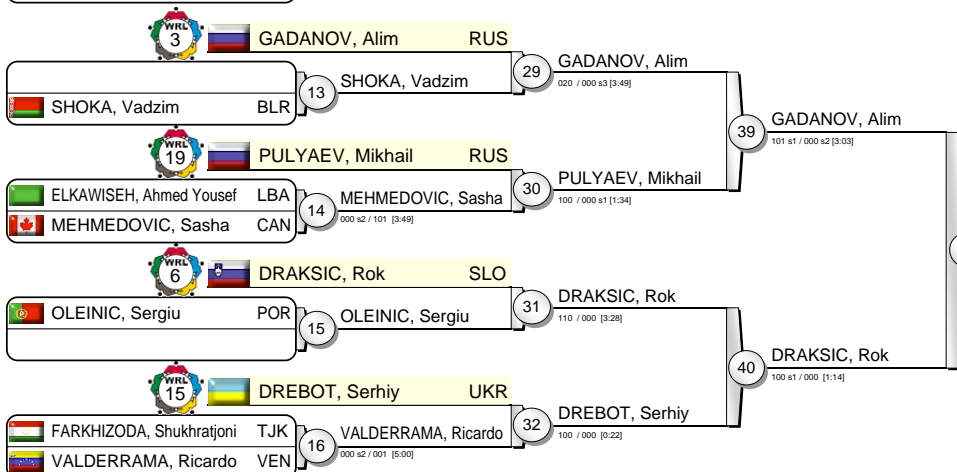 WRL
3
GADANOV, Alim RUS
SHOKA, Vadzim BLR
13
SHOKA, Vadzim
29
GADANOV, Alim
020 / 000 s3 [3:49]
WRL
19
PULYAEV, Mikhail RUS
ELKAWISEH, Ahmed Yousef LBA
MEHMEDOVIC, Sasha CAN
14
MEHMEDOVIC, Sasha
000 s2 / 101 [3:49]
30
PULYAEV, Mikhail
100 / 000 s1 [1:34]
39
GADANOV, Alim
101 s1 / 000 s2 [3:03]
WRL
6
DRAKSIC, Rok SLO
OLEINIC, Sergiu POR
15
OLEINIC, Sergiu
31
DRAKSIC, Rok
110 / 000 [3:28]
WRL
15
DREBOT, Serhiy UKR
FARKHIZODA, Shukhratjoni TJK
VALDERRAMA, Ricardo VEN
16
VALDERRAMA, Ricardo
000 s2 / 001 [5:00]
32
DREBOT, Serhiy
100 / 000 [0:22]
40
DRAKSIC, Rok
100 s1 / 000 [1:14]